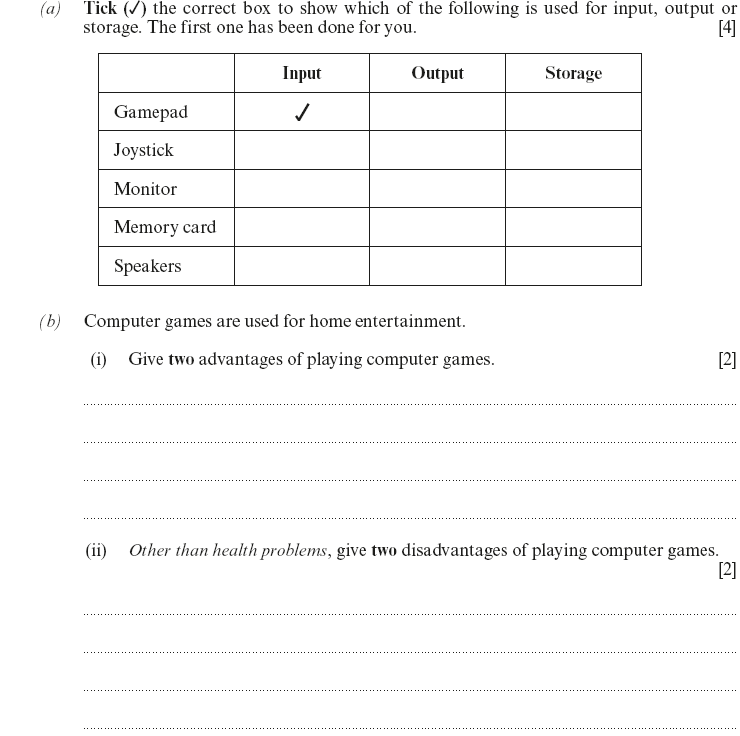 (a) Tick (✓) the correct box to show which of the following is used for input, output or
storage. The first one has been done for you. [4]
Input Output Storage
Gamepad ✓
Joystick
Monitor
Memory card
Speakers
(b) Computer games are used for home entertainment.
(i) Give two advantages of playing computer games. [2]
(ii) Other than health problems, give two disadvantages of playing computer games.
[2]